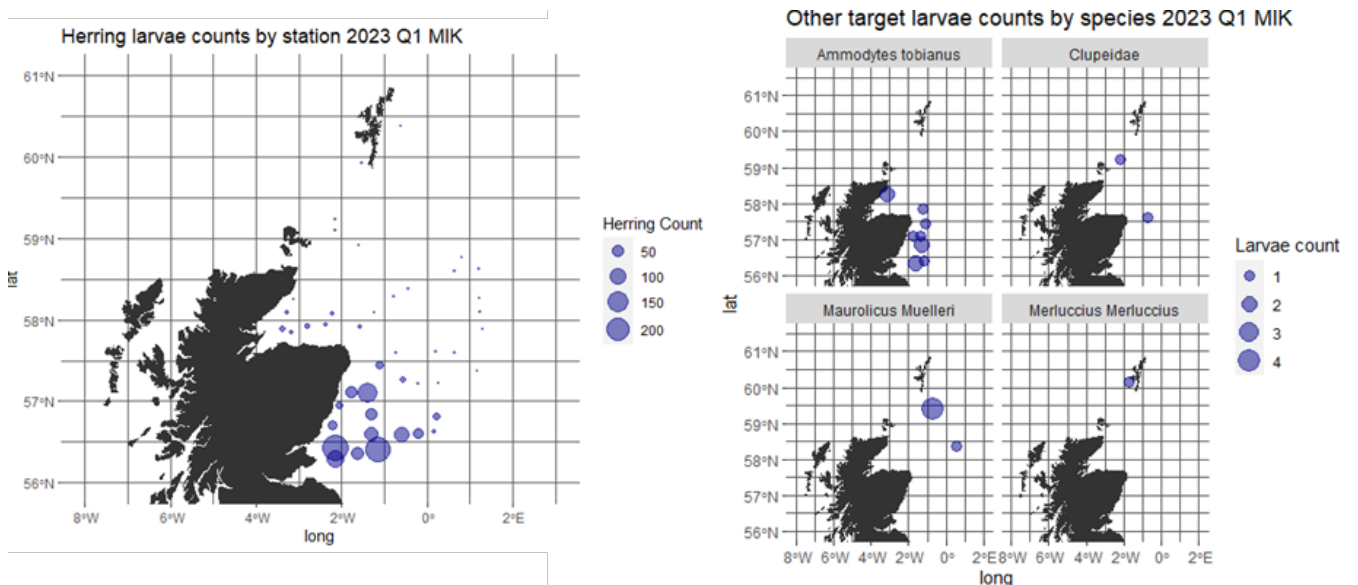 Herring larvae counts by station 2023 Q1 MIK
61°N
60°N
59°N
58°N
57°N
56°N
lat
8°W 6°W 4°W 2°W 0° 2°E
long
Herring Count
50
100
150
200
Other target larvae counts by species 2023 Q1 MIK
Ammodytes tobianus
Clupeidae
61°N
60°N
59°N
58°N
57°N
56°N
Maurolicus Muelleri
Merluccius Merluccius
61°N
60°N
59°N
58°N
57°N
56°N
lat
8°W 6°W 4°W 2°W 0° 2°E 8°W 6°W 4°W 2°W 0° 2°E
long
Larvae count
1
2
3
4